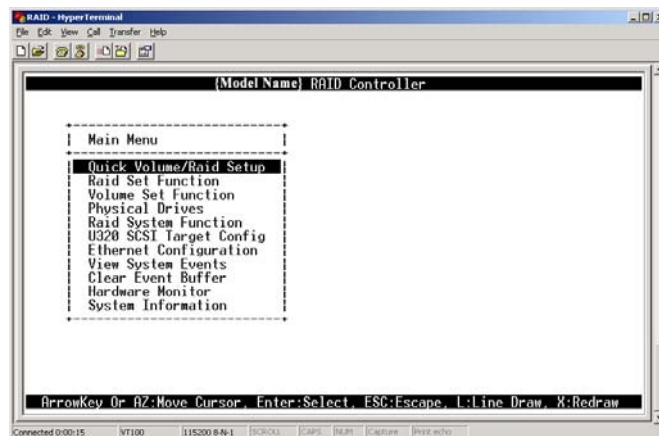 RAID - HyperTerminal
File Edit View Call Transfer Help
{Model Name} RAID Controller
Main Menu
Quick Volume/Raid Setup
Raid Set Function
Volume Set Function
Physical Drives
Raid System Function
U320 SCSI Target Config
Ethernet Configuration
View System Events
Clear Event Buffer
Hardware Monitor
System Information
ArrowKey Or AZ:Move Cursor, Enter:Select, ESC:Escape, L:Line Draw, X:Redraw
Connected 0:00:15 VT100 115200 8-N-1 SCROLL CAPS NUM Capture Print echo